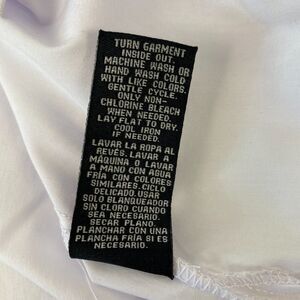 TURN GARMENT
INSIDE OUT.
MACHINE WASH OR
HAND WASH COLD
WITH LIKE COLORS.
GENTLE CYCLE.
ONLY NON-
CHLORINE BLEACH
WHEN NEEDED.
LAY FLAT TO DRY.
COOL IRON
IF NEEDED.
LAVAR LA ROPA AL
REVÉS. LAVAR A
MÁQUINA O LAVAR
A MANO CON AGUA
FRÍA CON COLORES
SIMILARES. CICLO
DELICADO. USAR
SOLO BLANQUEADOR
SIN CLORO CUANDO
SEA NECESARIO.
SECAR PLANO.
PLANCHAR CON UNA
PLANCHA FRÍA SI ES
NECESARIO.